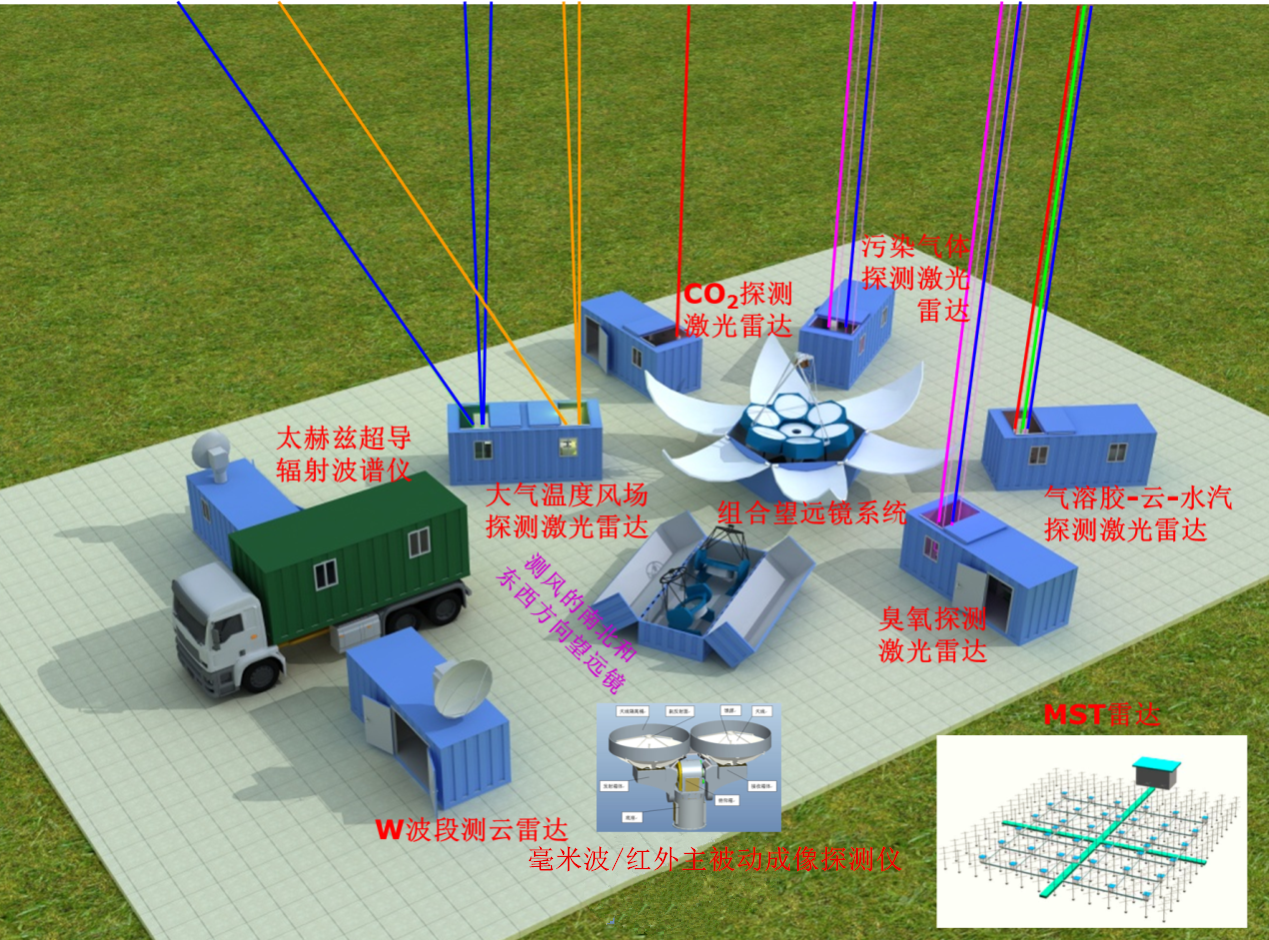 污染气体
探测激光
雷达
CO₂探测
激光雷达
太赫兹超导
辐射波谱仪
大气温度风场
探测激光雷达
组合望远镜系统
气溶胶-云-水汽
探测激光雷达
测风的南北和
东西方向望远镜
臭氧探测
激光雷达
MST雷达
W波段测云雷达
毫米波/红外主被动成像探测仪